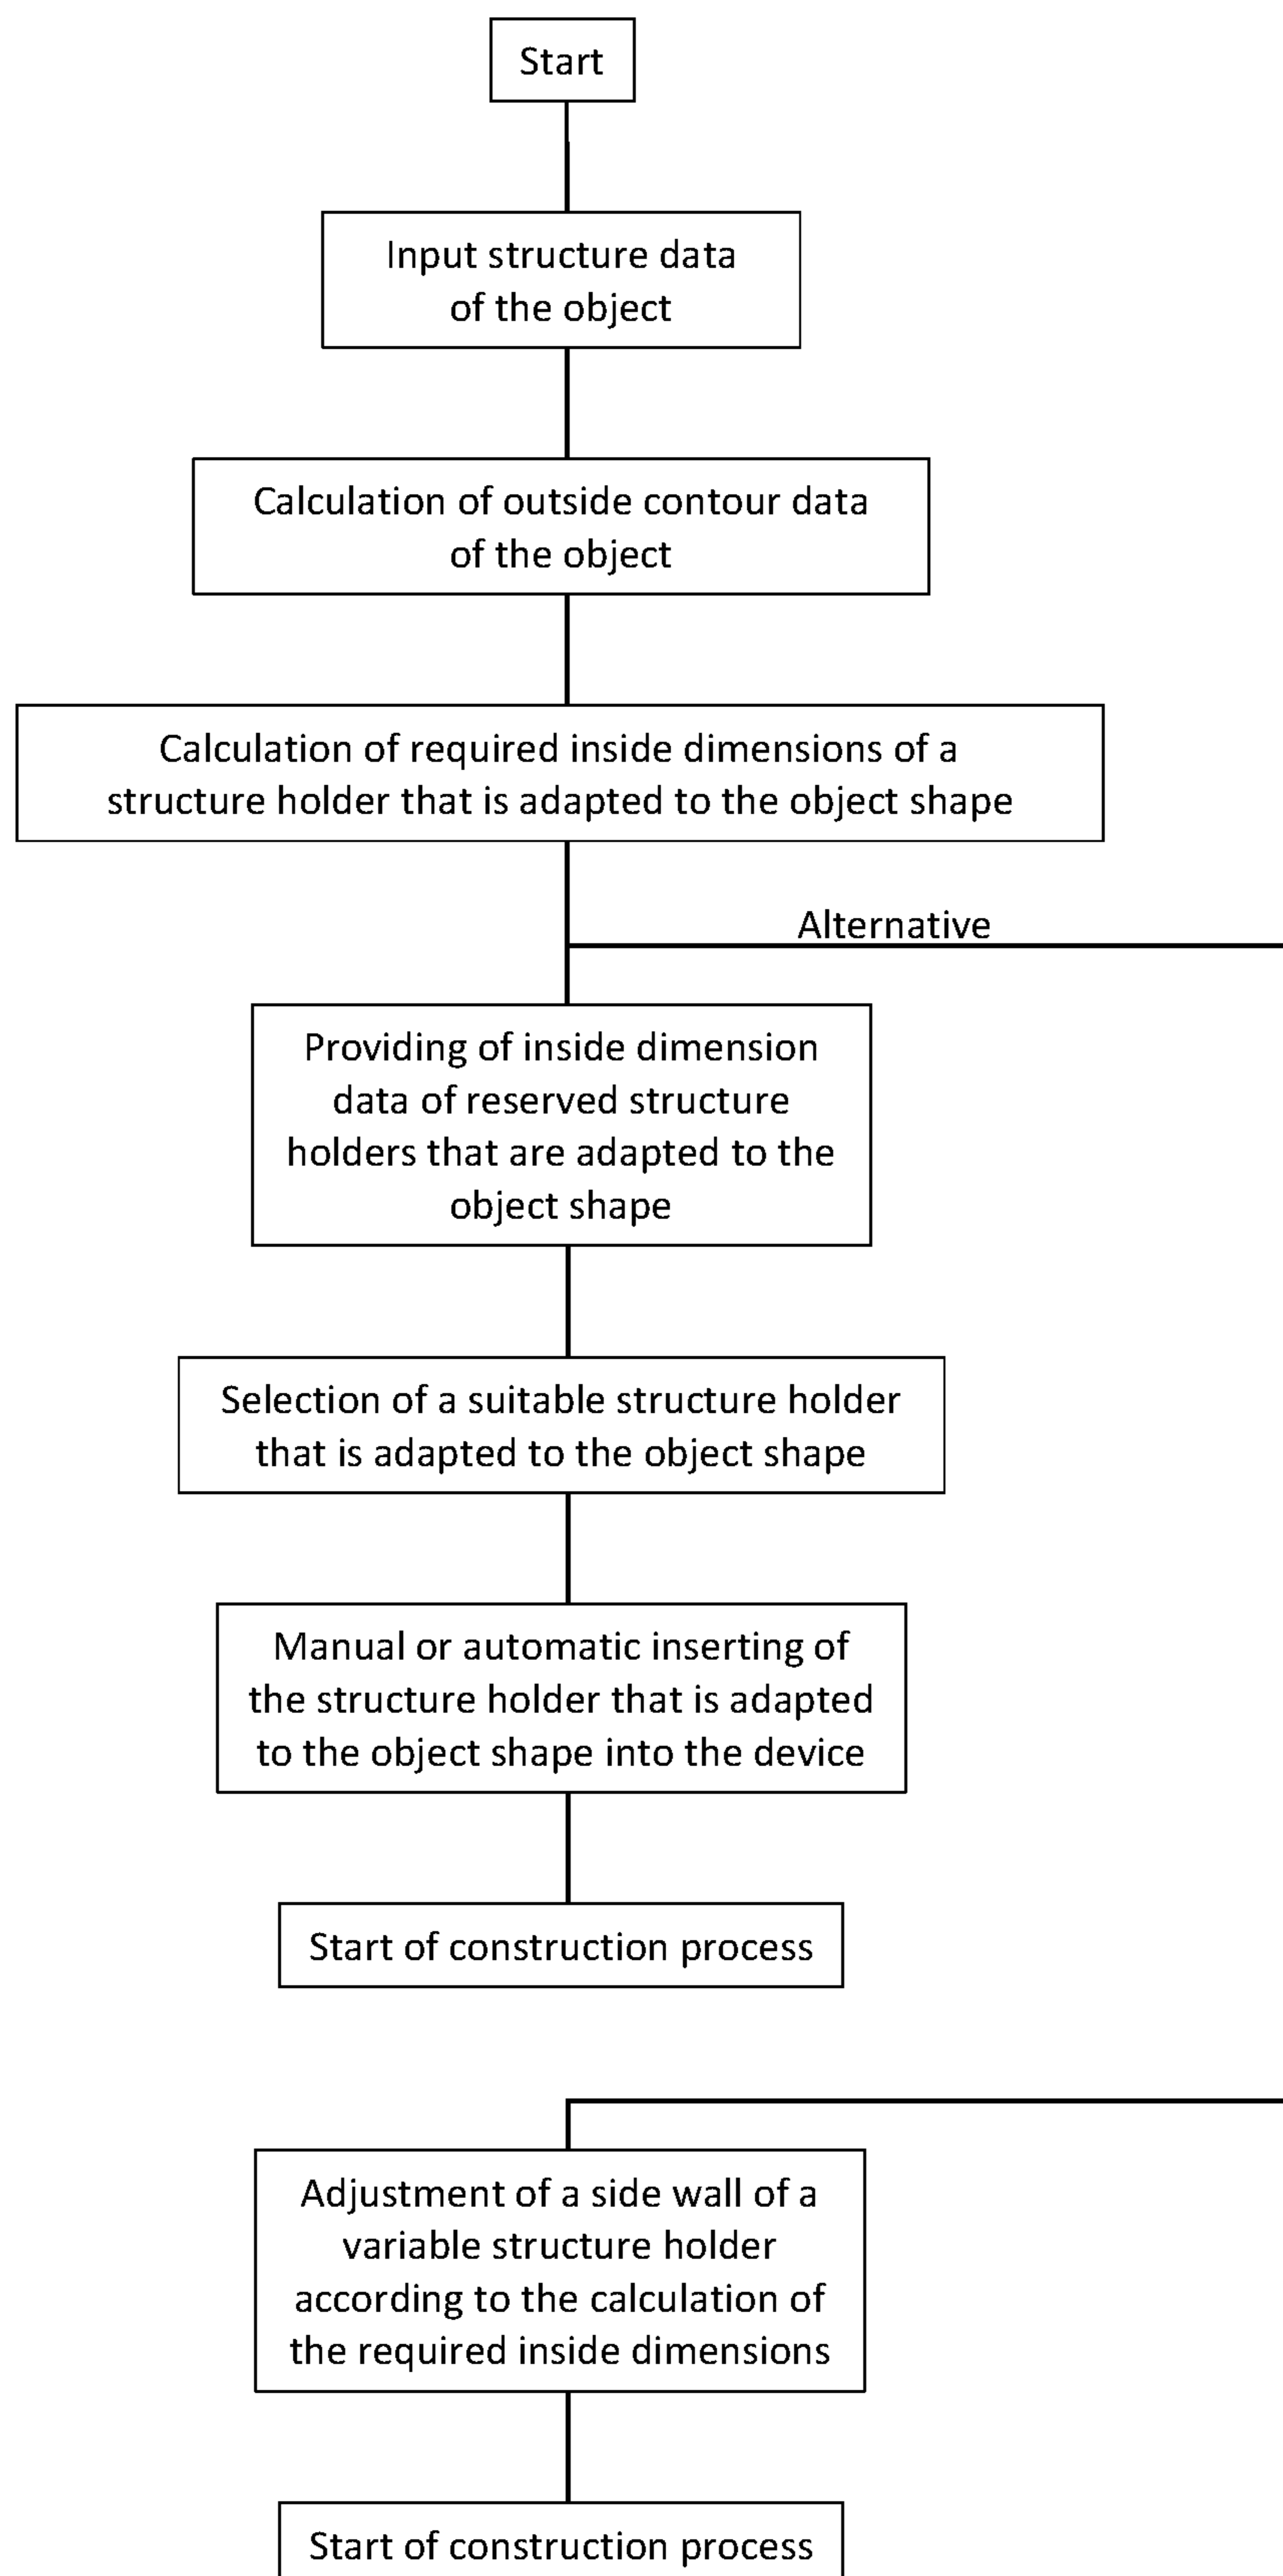 Start
Input structure data
of the object
Calculation of outside contour data
of the object
Calculation of required inside dimensions of a
structure holder that is adapted to the object shape
Alternative
Providing of inside dimension
data of reserved structure
holders that are adapted to the
object shape
Selection of a suitable structure holder
that is adapted to the object shape
Manual or automatic inserting of
the structure holder that is adapted
to the object shape into the device
Start of construction process
Adjustment of a side wall of a
variable structure holder
according to the calculation of
the required inside dimensions
Start of construction process